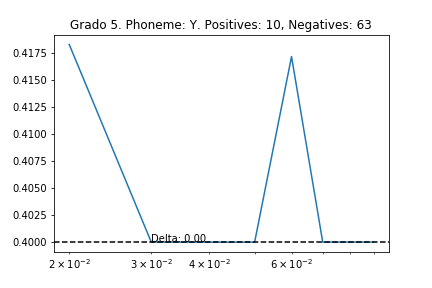 Grado 5. Phoneme: Y. Positives: 10, Negatives: 63
0.4175
0.4150
0.4125
0.4100
0.4075
0.4050
0.4025
0.4000
Delta: 0.00
2 × 10⁻² 3 × 10⁻² 4 × 10⁻² 6 × 10⁻²